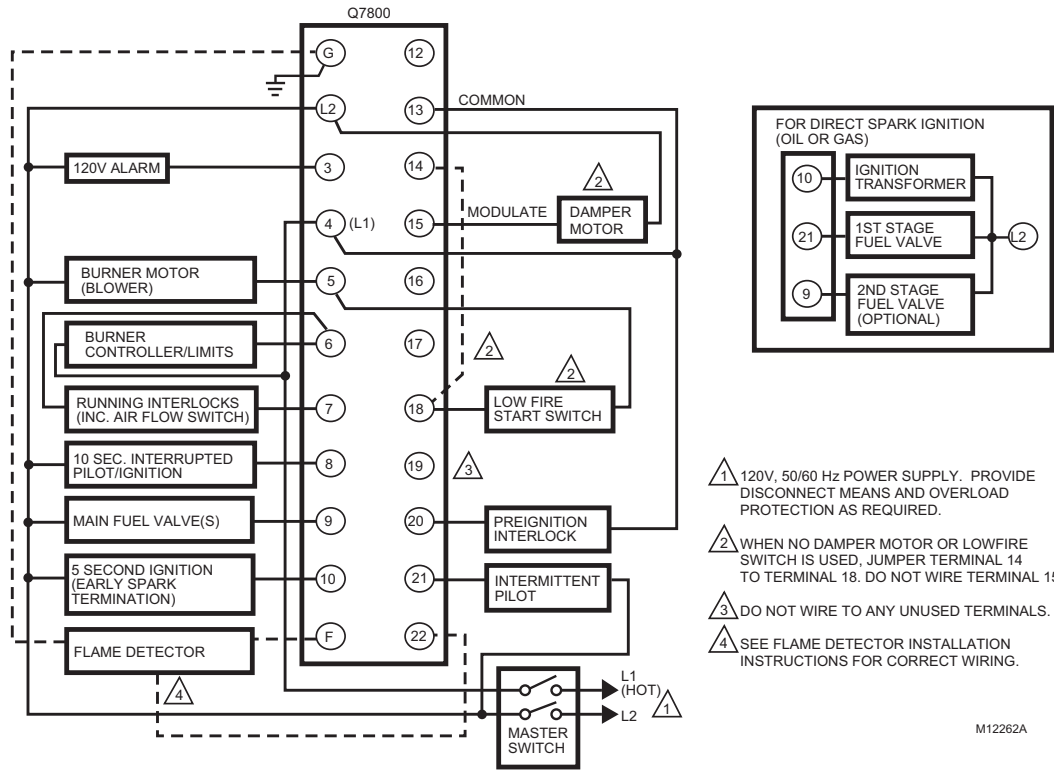 Q7800
G
12
L2
13
COMMON
120V ALARM
3
14
2
4
(L1)
15
MODULATE
DAMPER
MOTOR
BURNER MOTOR
(BLOWER)
5
16
BURNER
CONTROLLER/LIMITS
6
17
2
2
RUNNING INTERLOCKS
(INC. AIR FLOW SWITCH)
7
18
LOW FIRE
START SWITCH
10 SEC. INTERRUPTED
PILOT/IGNITION
8
19
3
MAIN FUEL VALVE(S)
9
20
PREIGNITION
INTERLOCK
5 SECOND IGNITION
(EARLY SPARK
TERMINATION)
10
21
INTERMITTENT
PILOT
FLAME DETECTOR
F
22
4
L1
(HOT)
L2
1
MASTER
SWITCH
FOR DIRECT SPARK IGNITION
(OIL OR GAS)
10
IGNITION
TRANSFORMER
21
1ST STAGE
FUEL VALVE
L2
9
2ND STAGE
FUEL VALVE
(OPTIONAL)
1 120V, 50/60 Hz POWER SUPPLY. PROVIDE
DISCONNECT MEANS AND OVERLOAD
PROTECTION AS REQUIRED.
2 WHEN NO DAMPER MOTOR OR LOWFIRE
SWITCH IS USED, JUMPER TERMINAL 14
TO TERMINAL 18. DO NOT WIRE TERMINAL 15
3 DO NOT WIRE TO ANY UNUSED TERMINALS.
4 SEE FLAME DETECTOR INSTALLATION
INSTRUCTIONS FOR CORRECT WIRING.
M12262A